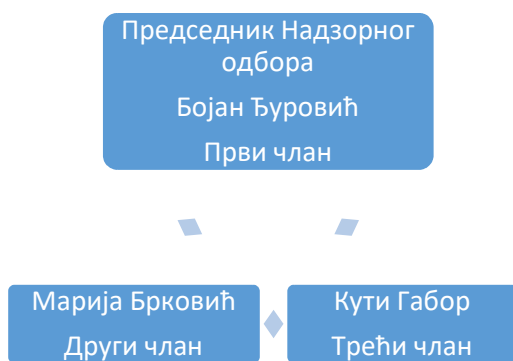 Председник Надзорног
одбора
Бојан Ђуровић
Први члан
Марија Брковић
Други члан
Кути Габор
Трећи члан